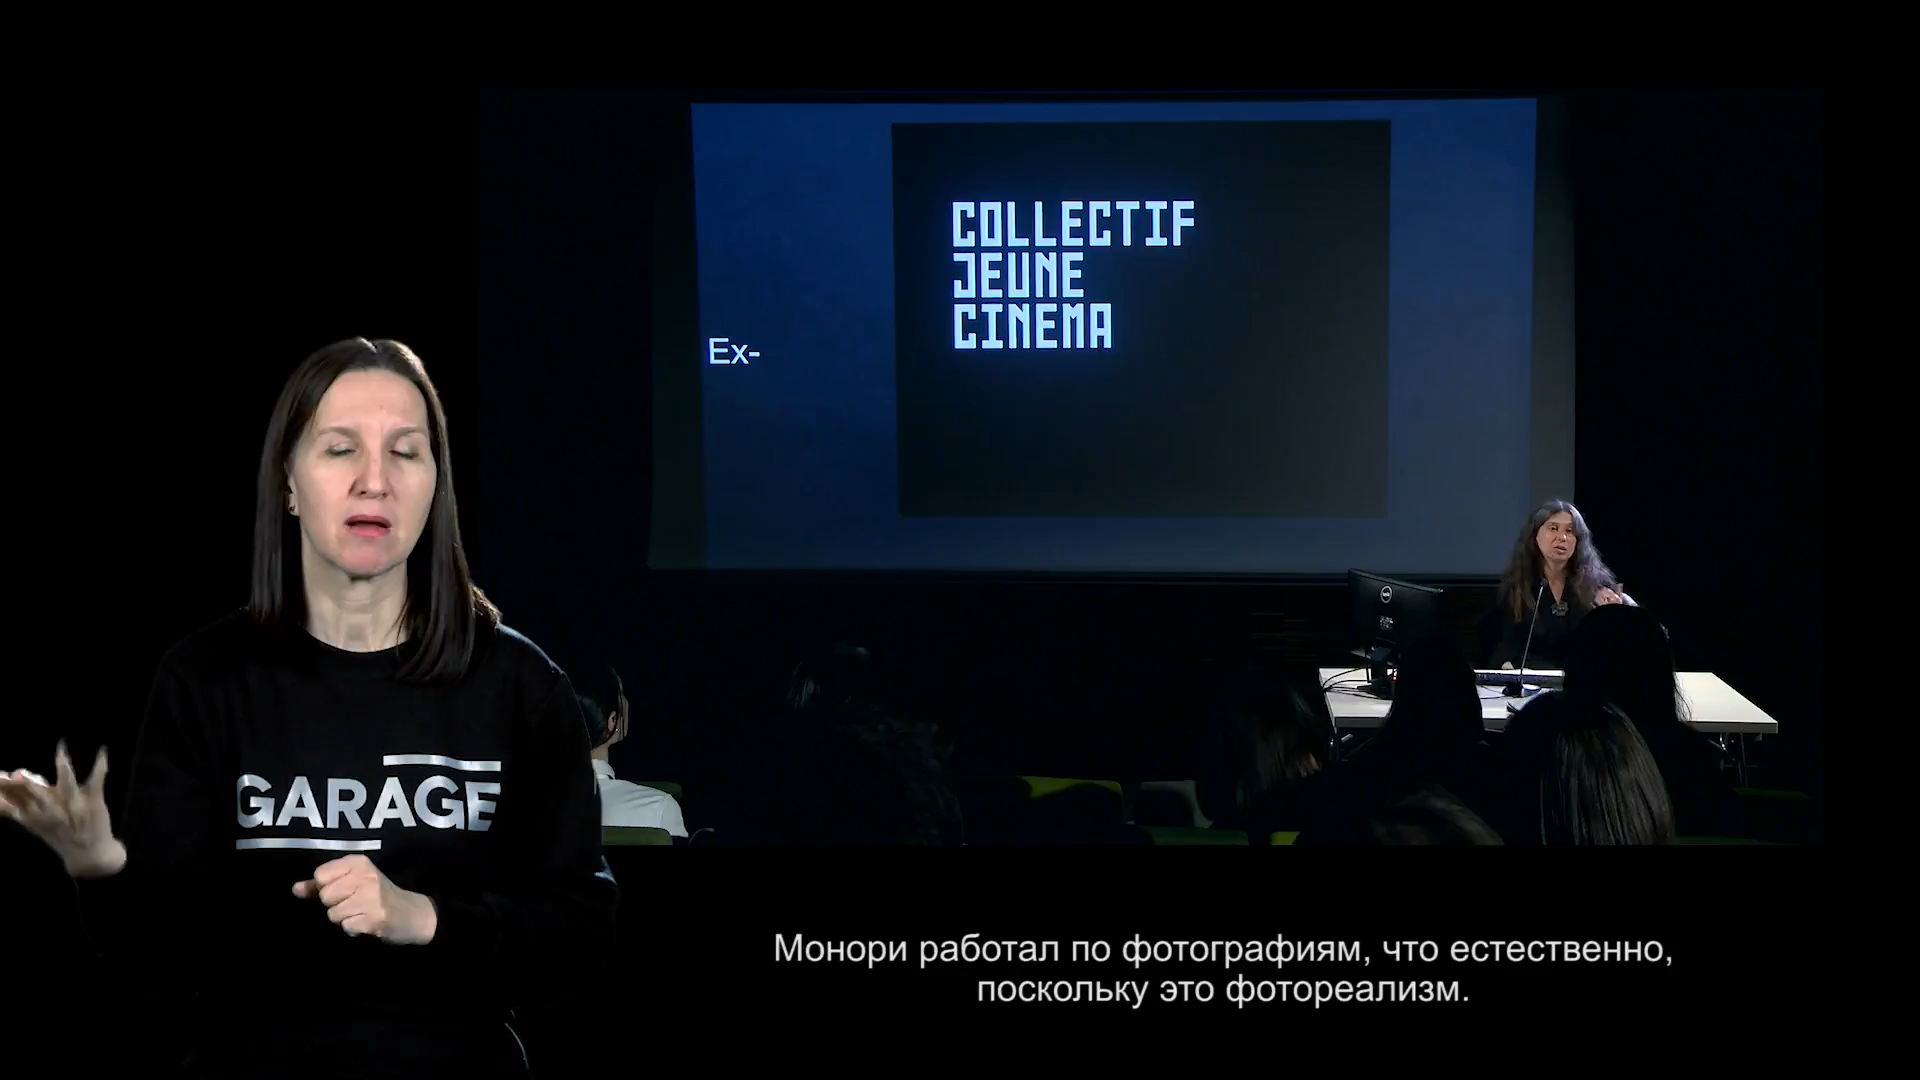 COLLECTIF
JEUNE
CINEMA
Ex-
GARAGE
Монори работал по фотографиям, что естественно,
поскольку это фотореализм.